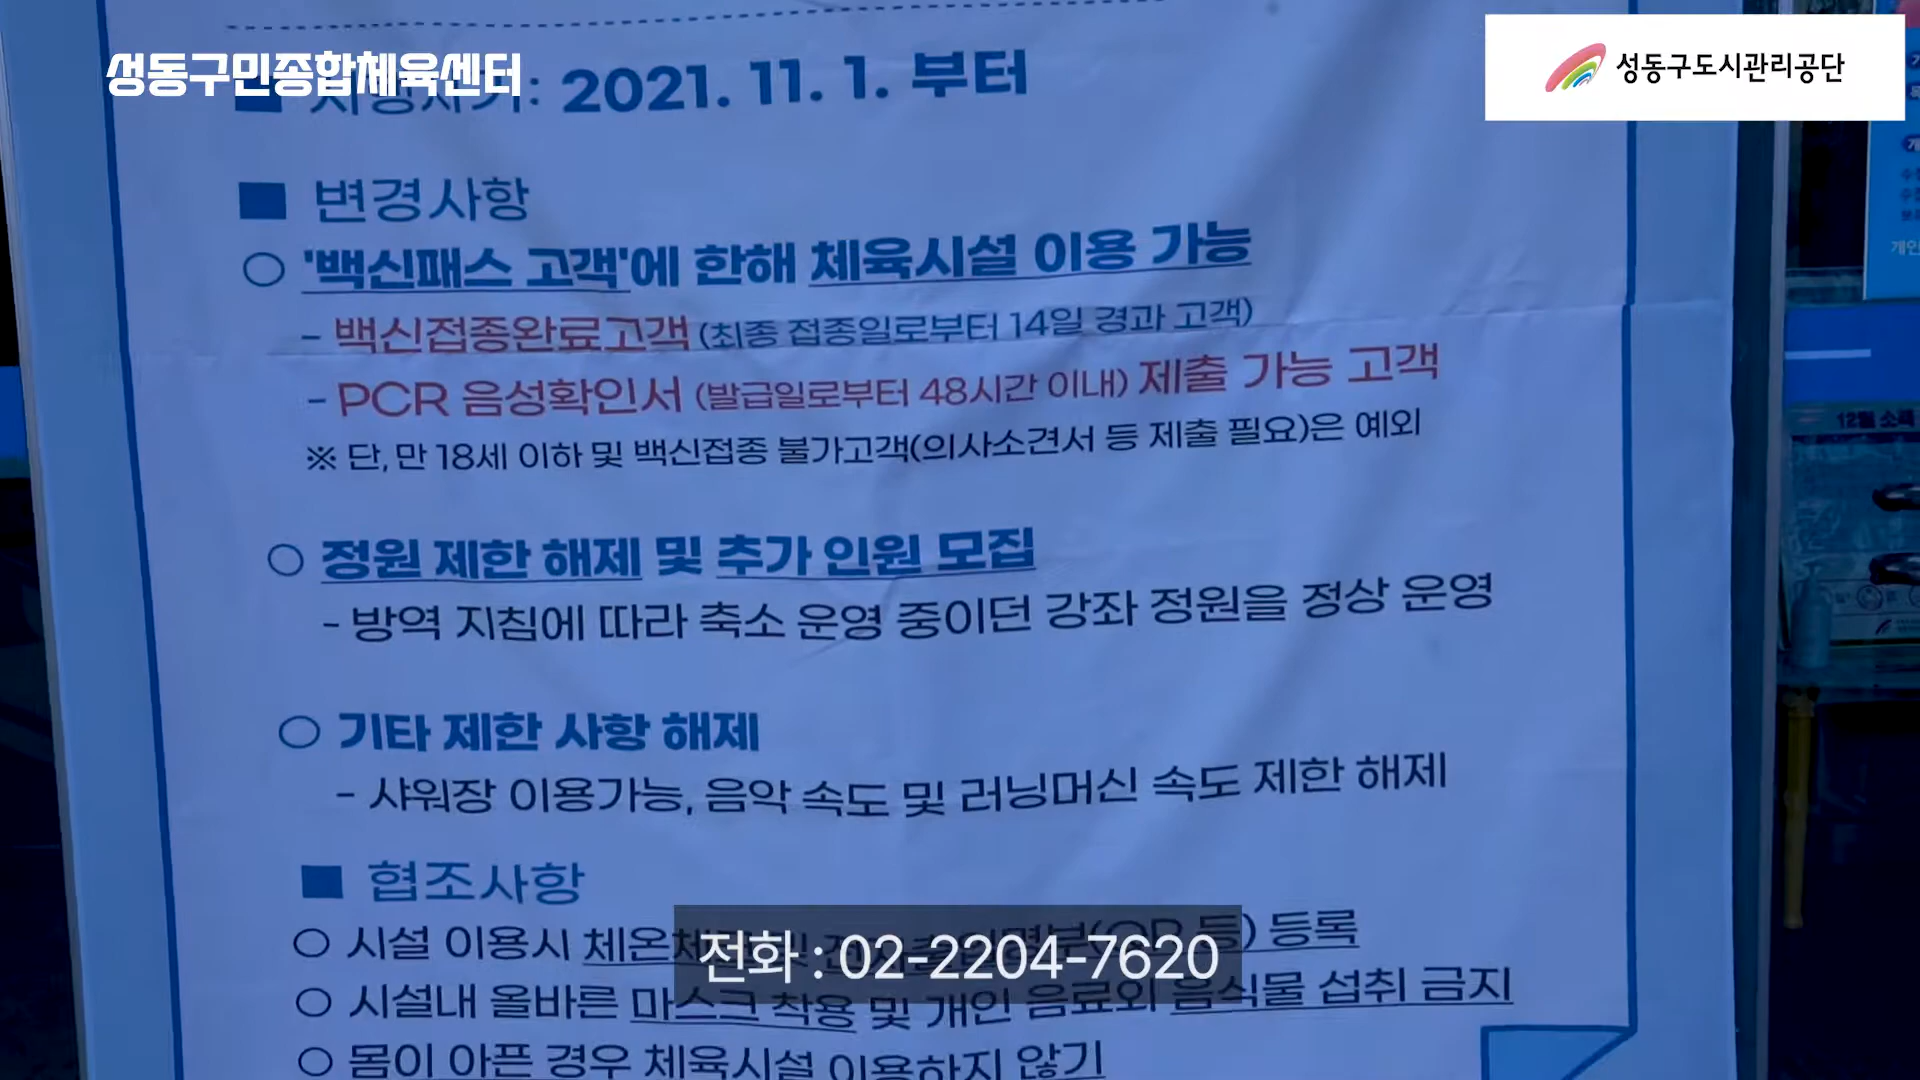 성동구민종합체육센터
성동구도시관리공단
2021. 11. 1. 부터
■ 변경사항
○ '백신패스 고객'에 한해 체육시설 이용 가능
- 백신접종완료고객 (최종 접종일로부터 14일 경과 고객)
- PCR 음성확인서 (발급일로부터 48시간 이내) 제출 가능 고객
※ 단, 만 18세 이하 및 백신접종 불가고객(의사소견서 등 제출 필요)은 예외
○ 정원 제한 해제 및 추가 인원 모집
- 방역 지침에 따라 축소 운영 중이던 강좌 정원을 정상 운영
○ 기타 제한 사항 해제
- 샤워장 이용가능, 음악 속도 및 러닝머신 속도 제한 해제
■ 협조사항
○ 시설 이용시 등) 등록
전화 : 02-2204-7620
○ 시설내 올바른 마스크 착용 및 개인 음료외 음식물 섭취 금지
○ 몸이 아픈 경우 체육시설 이용하지 않기
12월